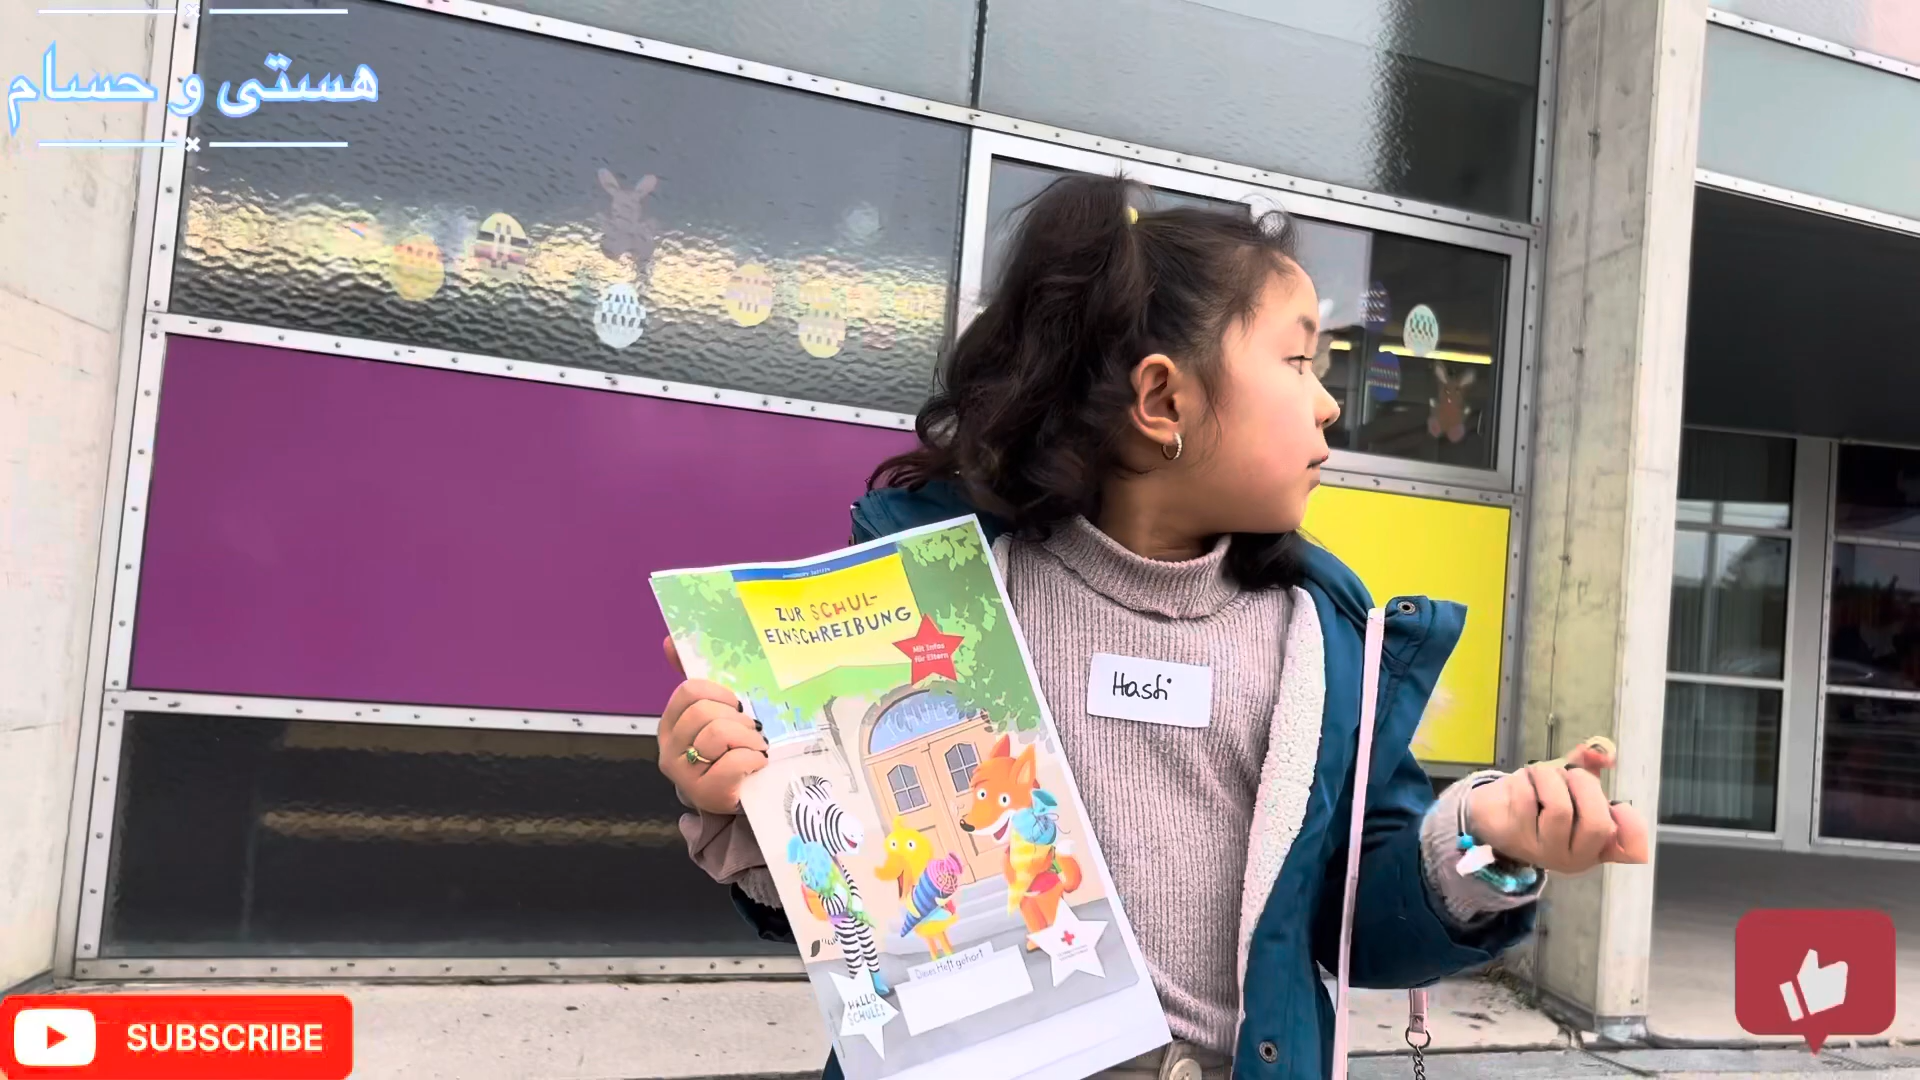 هستی و حسام
ZUR SCHUL-
EINSCHREIBUNG
Mit Infos
für Eltern
SCHULE
Hasti
Dieses Heft gehört
HALLO
SCHULE!
SUBSCRIBE